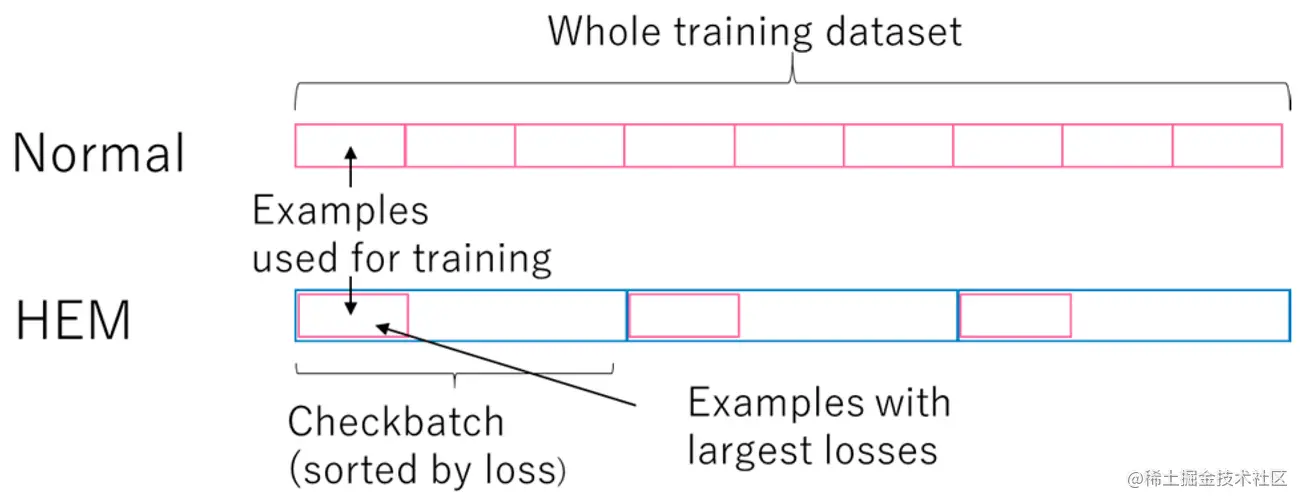 Whole training dataset
Normal
Examples
used for training
HEM
Checkbatch
(sorted by loss)
Examples with
largest losses
@稀土掘金技术社区